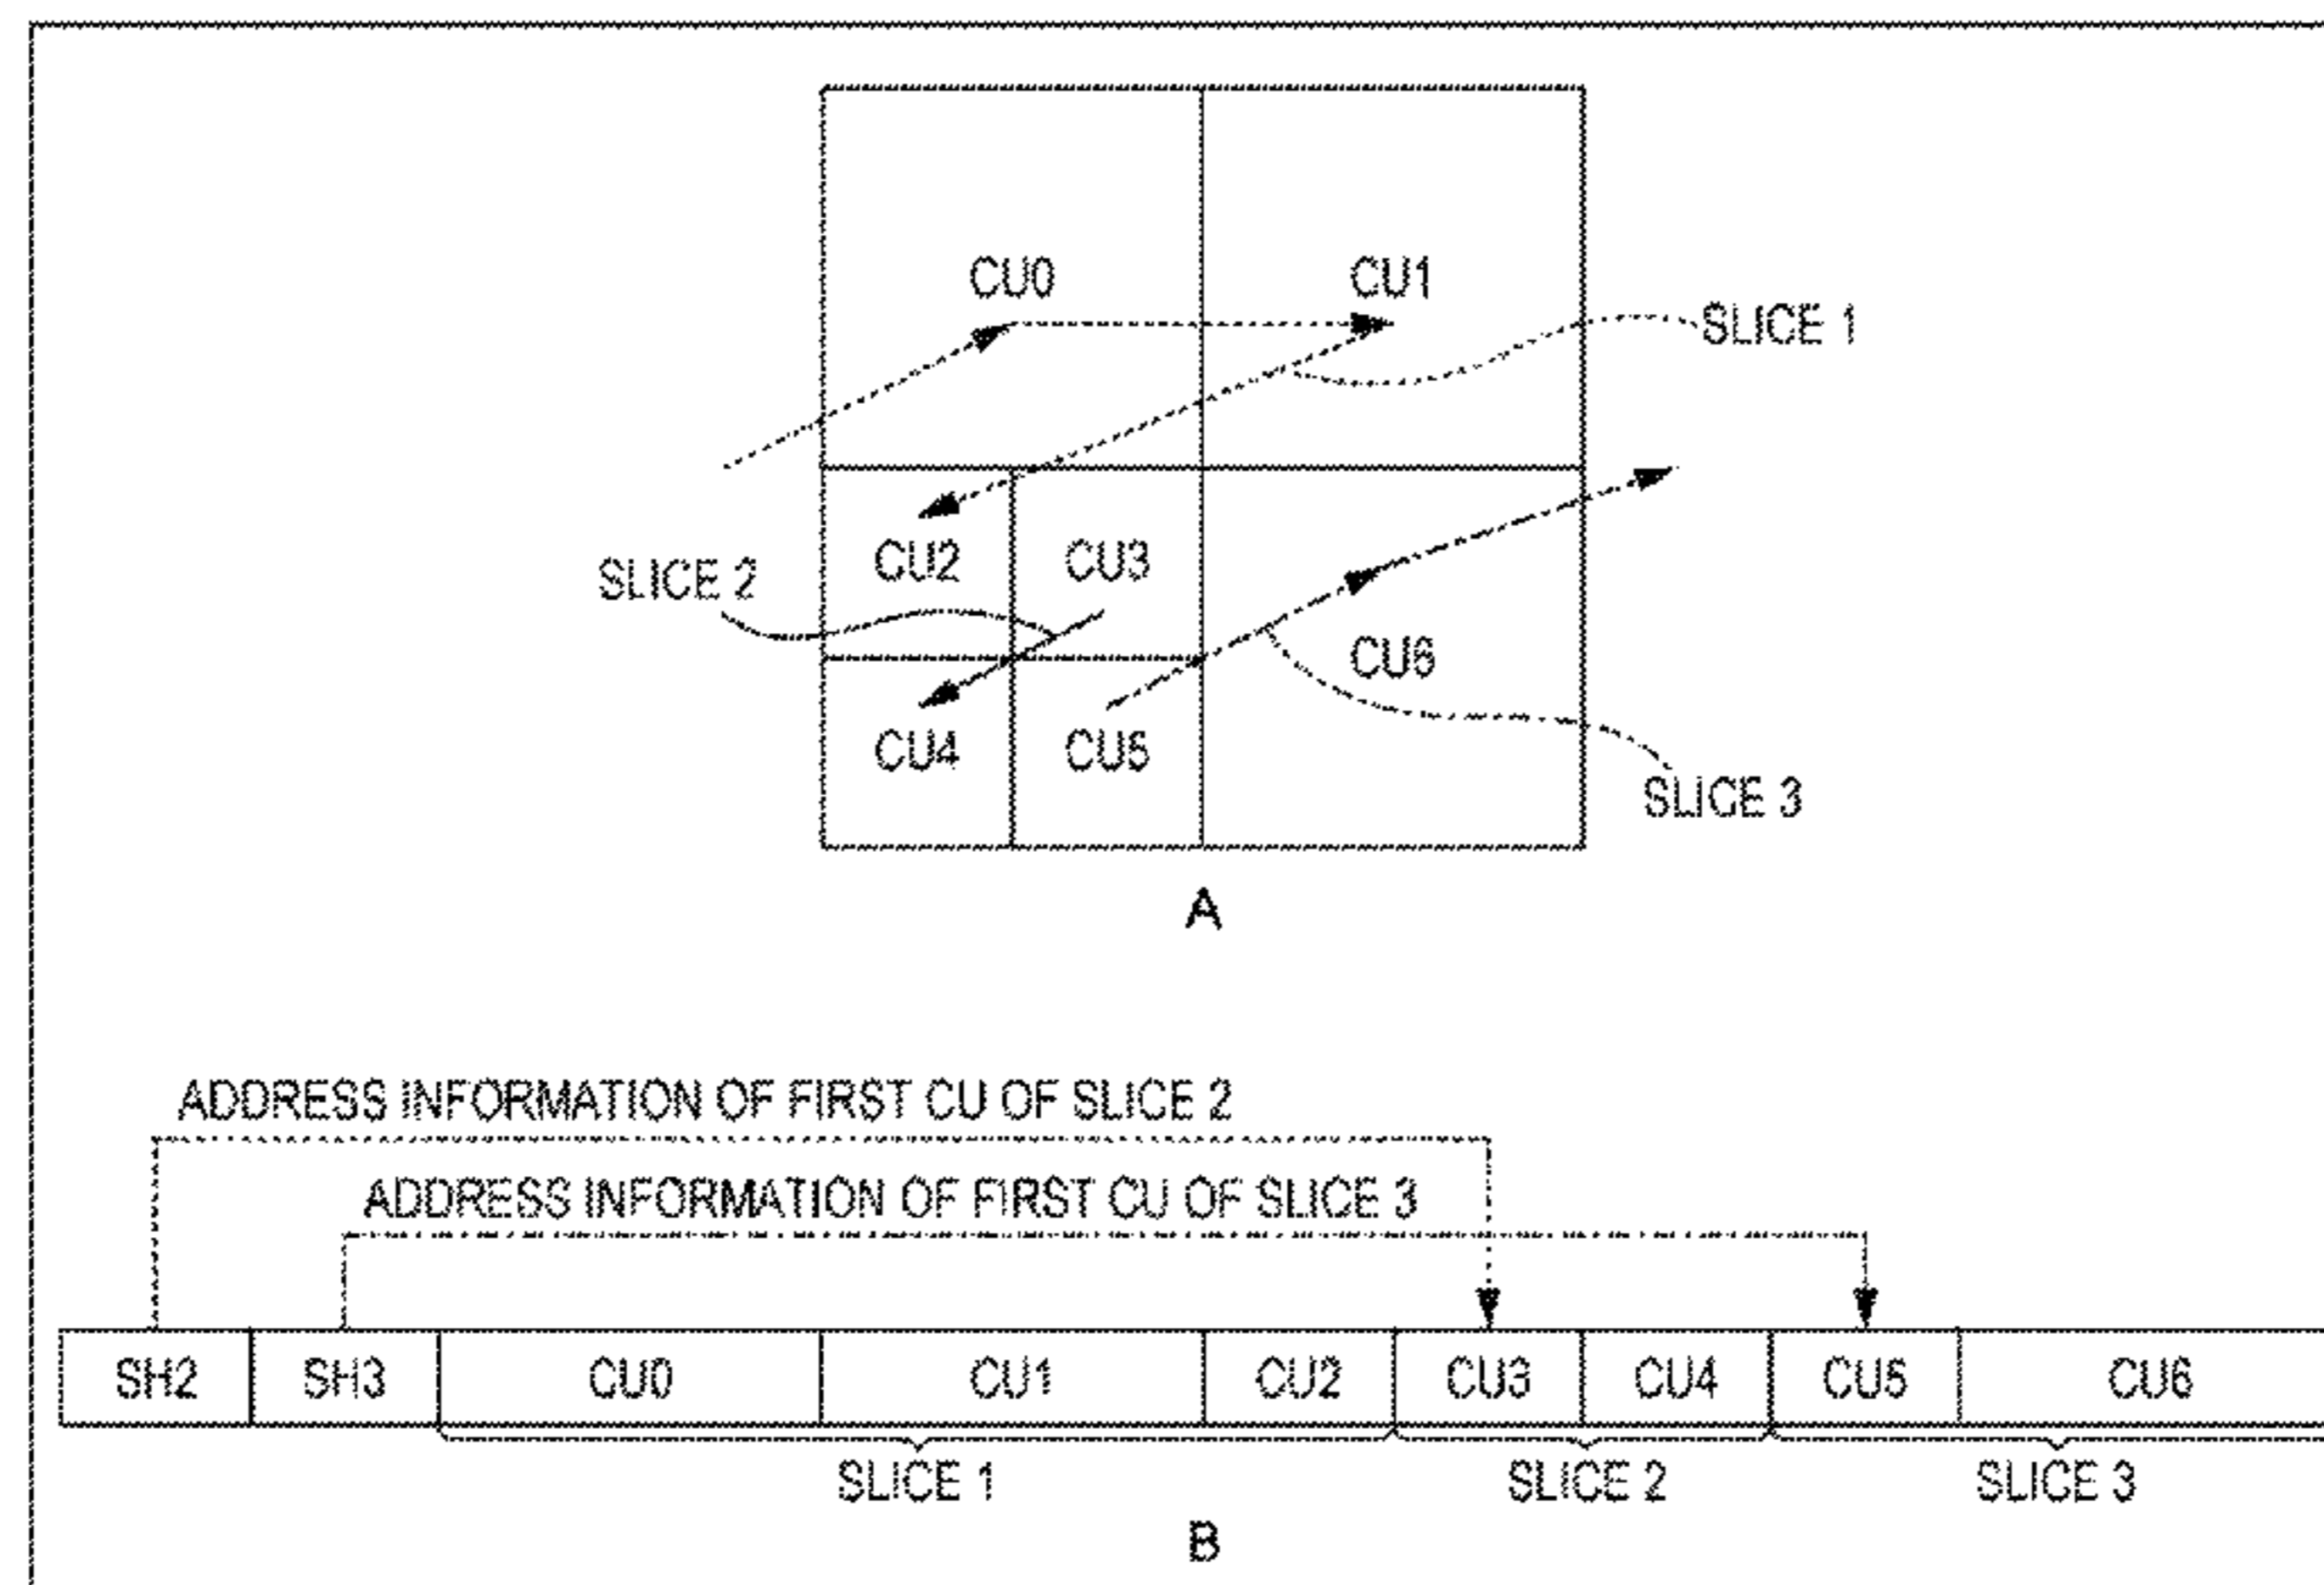 CU0 CU1
SLICE 1
CU2 CU3
SLICE 2
CU6
CU4 CU5
SLICE 3
A
ADDRESS INFORMATION OF FIRST CU OF SLICE 2
ADDRESS INFORMATION OF FIRST CU OF SLICE 3
SH2 SH3 CU0 CU1 CU2 CU3 CU4 CU5 CU6
SLICE 1 SLICE 2 SLICE 3
B